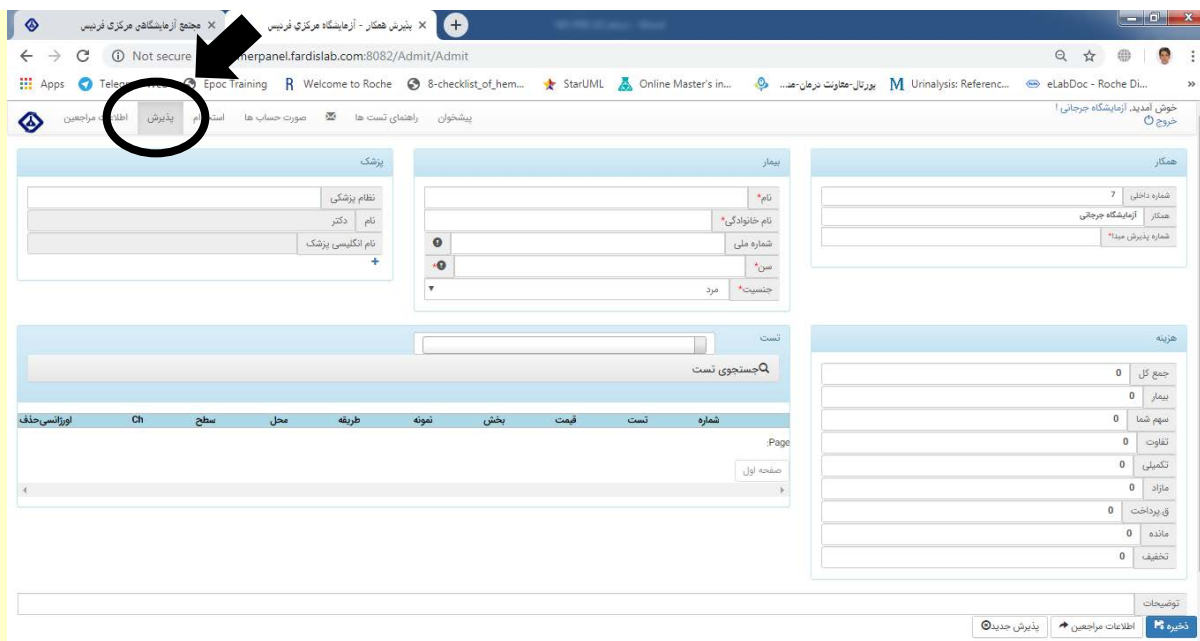 مجتمع آزمایشگاهی مرکزی فردیس ×
پذیرش همکار - آزمایشگاه مرکزی فردیس ×
Not secure
erpanel.fardislab.com:8082/Admit/Admit
Apps
Epoc Training
Welcome to Roche
8-checklist_of_hem...
StarUML
Online Master's in...
پورتال-معاونت درمان-هد...
Urinalysis: Referenc...
eLabDoc - Roche Di...
»
خوش آمدید, آزمایشگاه جرجانی !
خروج
پیشخوان راهنمای تست ها صورت حساب ها پذیرش مراجعین
همکار
شماره داخلی 7
همکار آزمایشگاه جرجانی
شماره پذیرش مبدا*
بیمار
نام*
نام خانوادگی*
شماره ملی
سن*
*
جنسیت* مرد
پزشک
نظام پزشکی
نام دکتر
نام انگلیسی پزشک
+
هزینه
جمع کل 0
بیمار 0
سهم شما 0
تفاوت 0
تکمیلی 0
مازاد 0
ق.پرداخت 0
مانده 0
تخفیف 0
تست
جستجوی تست
شماره تست قیمت بخش نمونه طریقه محل سطح Ch اورژانسی حذف
Page:
صفحه اول
توضیحات
ذخیره اطلاعات مراجعین پذیرش جدید